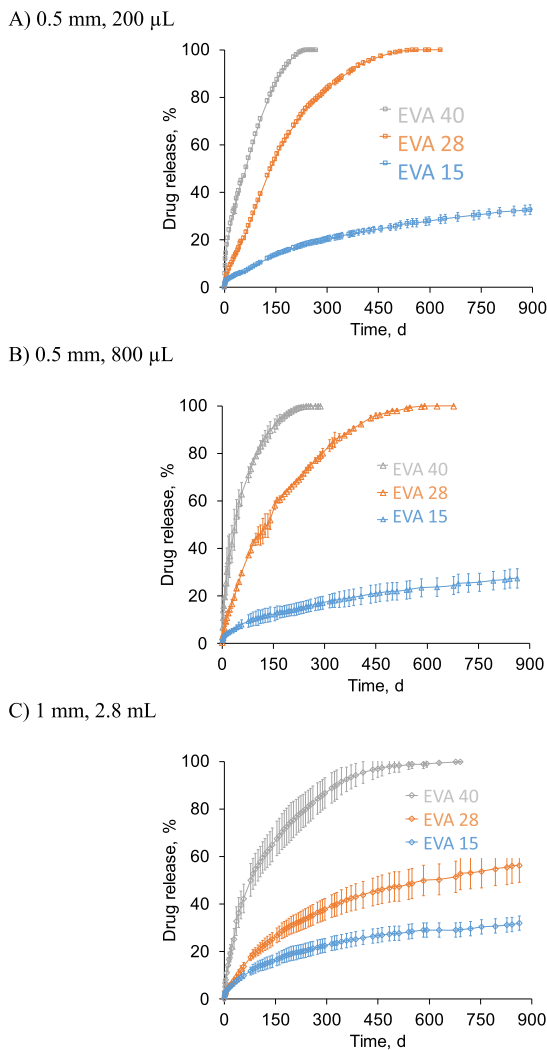 A) 0.5 mm, 200 µL
100
80
60
40
20
0
Drug release, %
EVA 40
EVA 28
EVA 15
0 150 300 450 600 750 900
Time, d
B) 0.5 mm, 800 µL
100
80
60
40
20
0
Drug release, %
EVA 40
EVA 28
EVA 15
0 150 300 450 600 750 900
Time, d
C) 1 mm, 2.8 mL
100
80
60
40
20
0
Drug release, %
EVA 40
EVA 28
EVA 15
0 150 300 450 600 750 900
Time, d